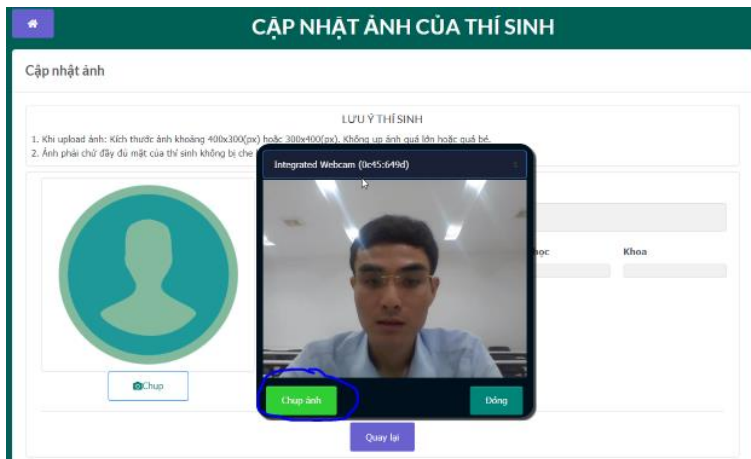 CẬP NHẬT ẢNH CỦA THÍ SINH
Cập nhật ảnh
LƯU Ý THÍ SINH
1. Khi upload ảnh: Kích thước ảnh khoảng 400x300(px) hoặc 300x400(px), Không up ảnh quá lớn hoặc quá bé.
2. Ảnh phải chứ đầy đủ mặt của thí sinh không bị che
Integrated Webcam (0c45:649d)
học
Khoa
Chụp
Chụp ảnh
Đóng
Quay lại